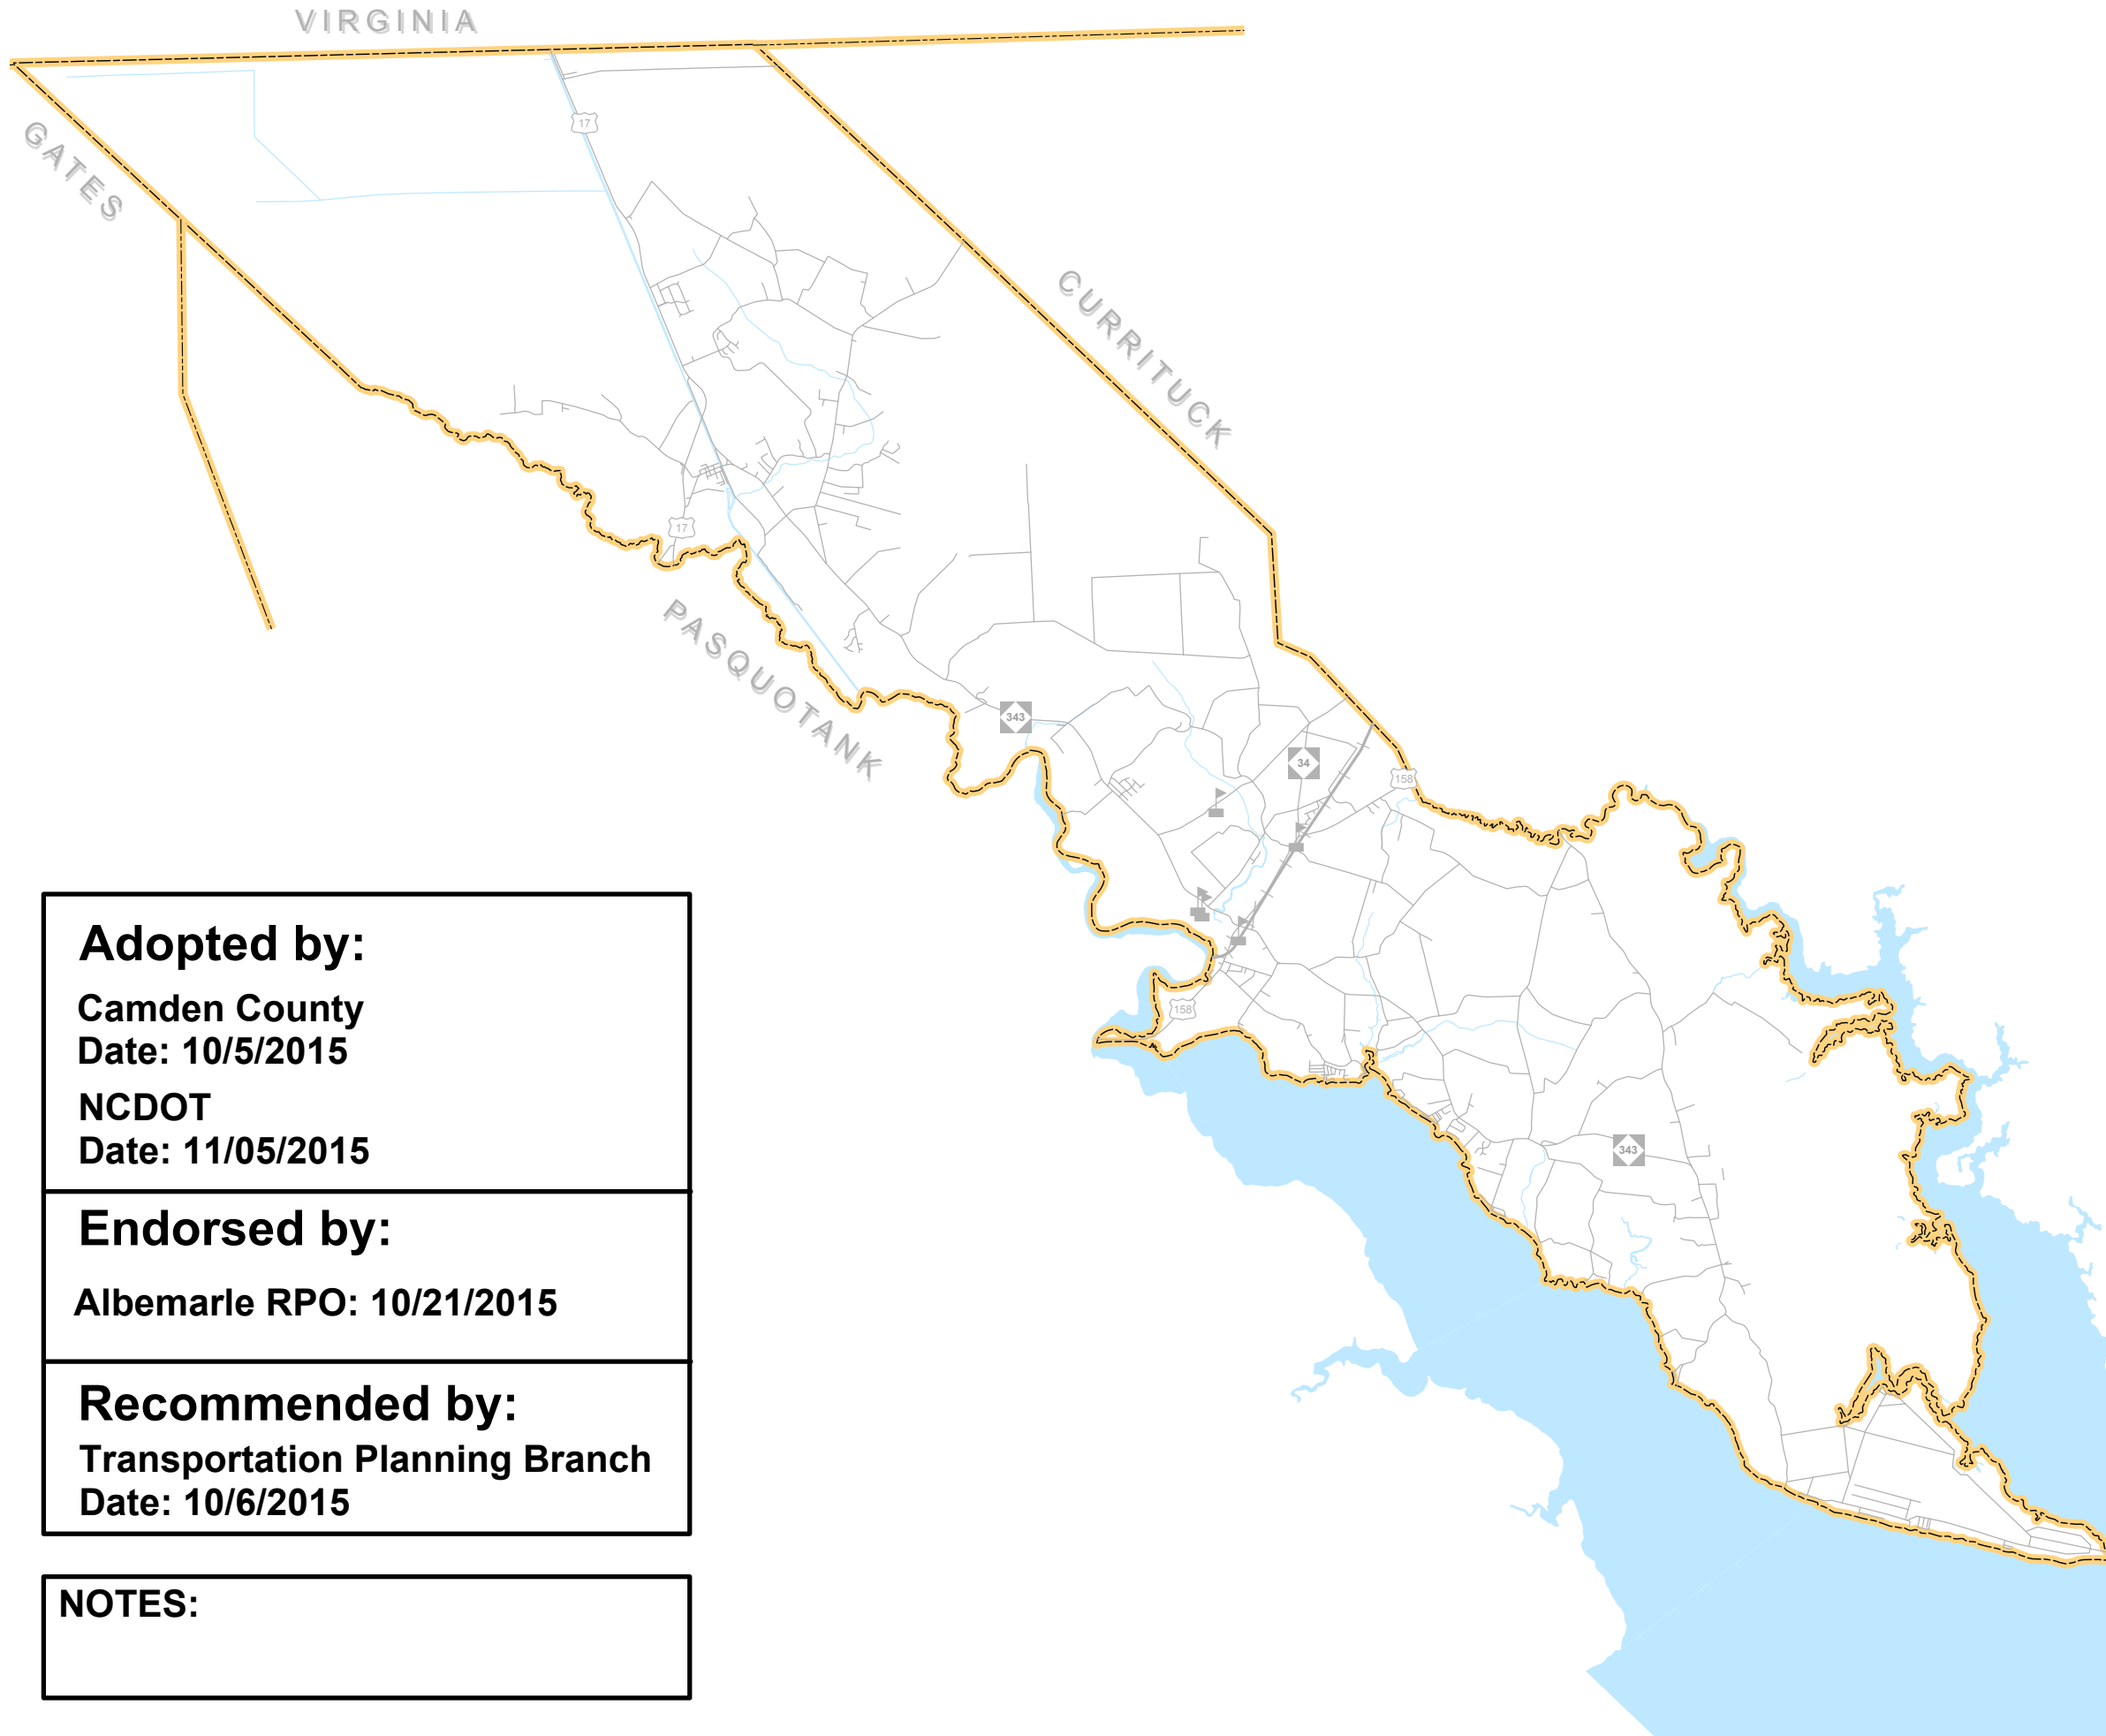 VIRGINIA
GATES
17
CURRITUCK
17
PASQUOTANK
343
34
158
158
343
Adopted by:
Camden County
Date: 10/5/2015
NCDOT
Date: 11/05/2015
Endorsed by:
Albemarle RPO: 10/21/2015
Recommended by:
Transportation Planning Branch
Date: 10/6/2015
NOTES: